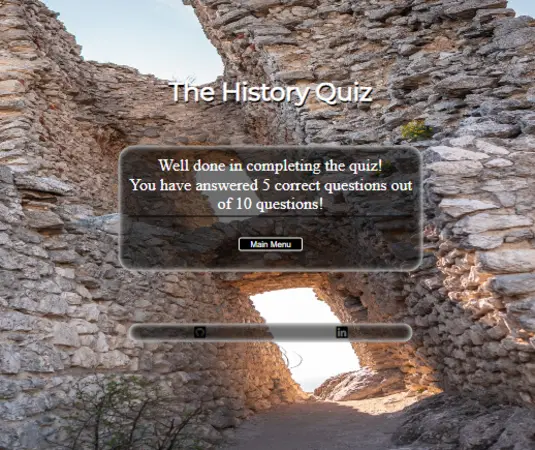 The History Quiz
Well done in completing the quiz!
You have answered 5 correct questions out
of 10 questions!
Main Menu